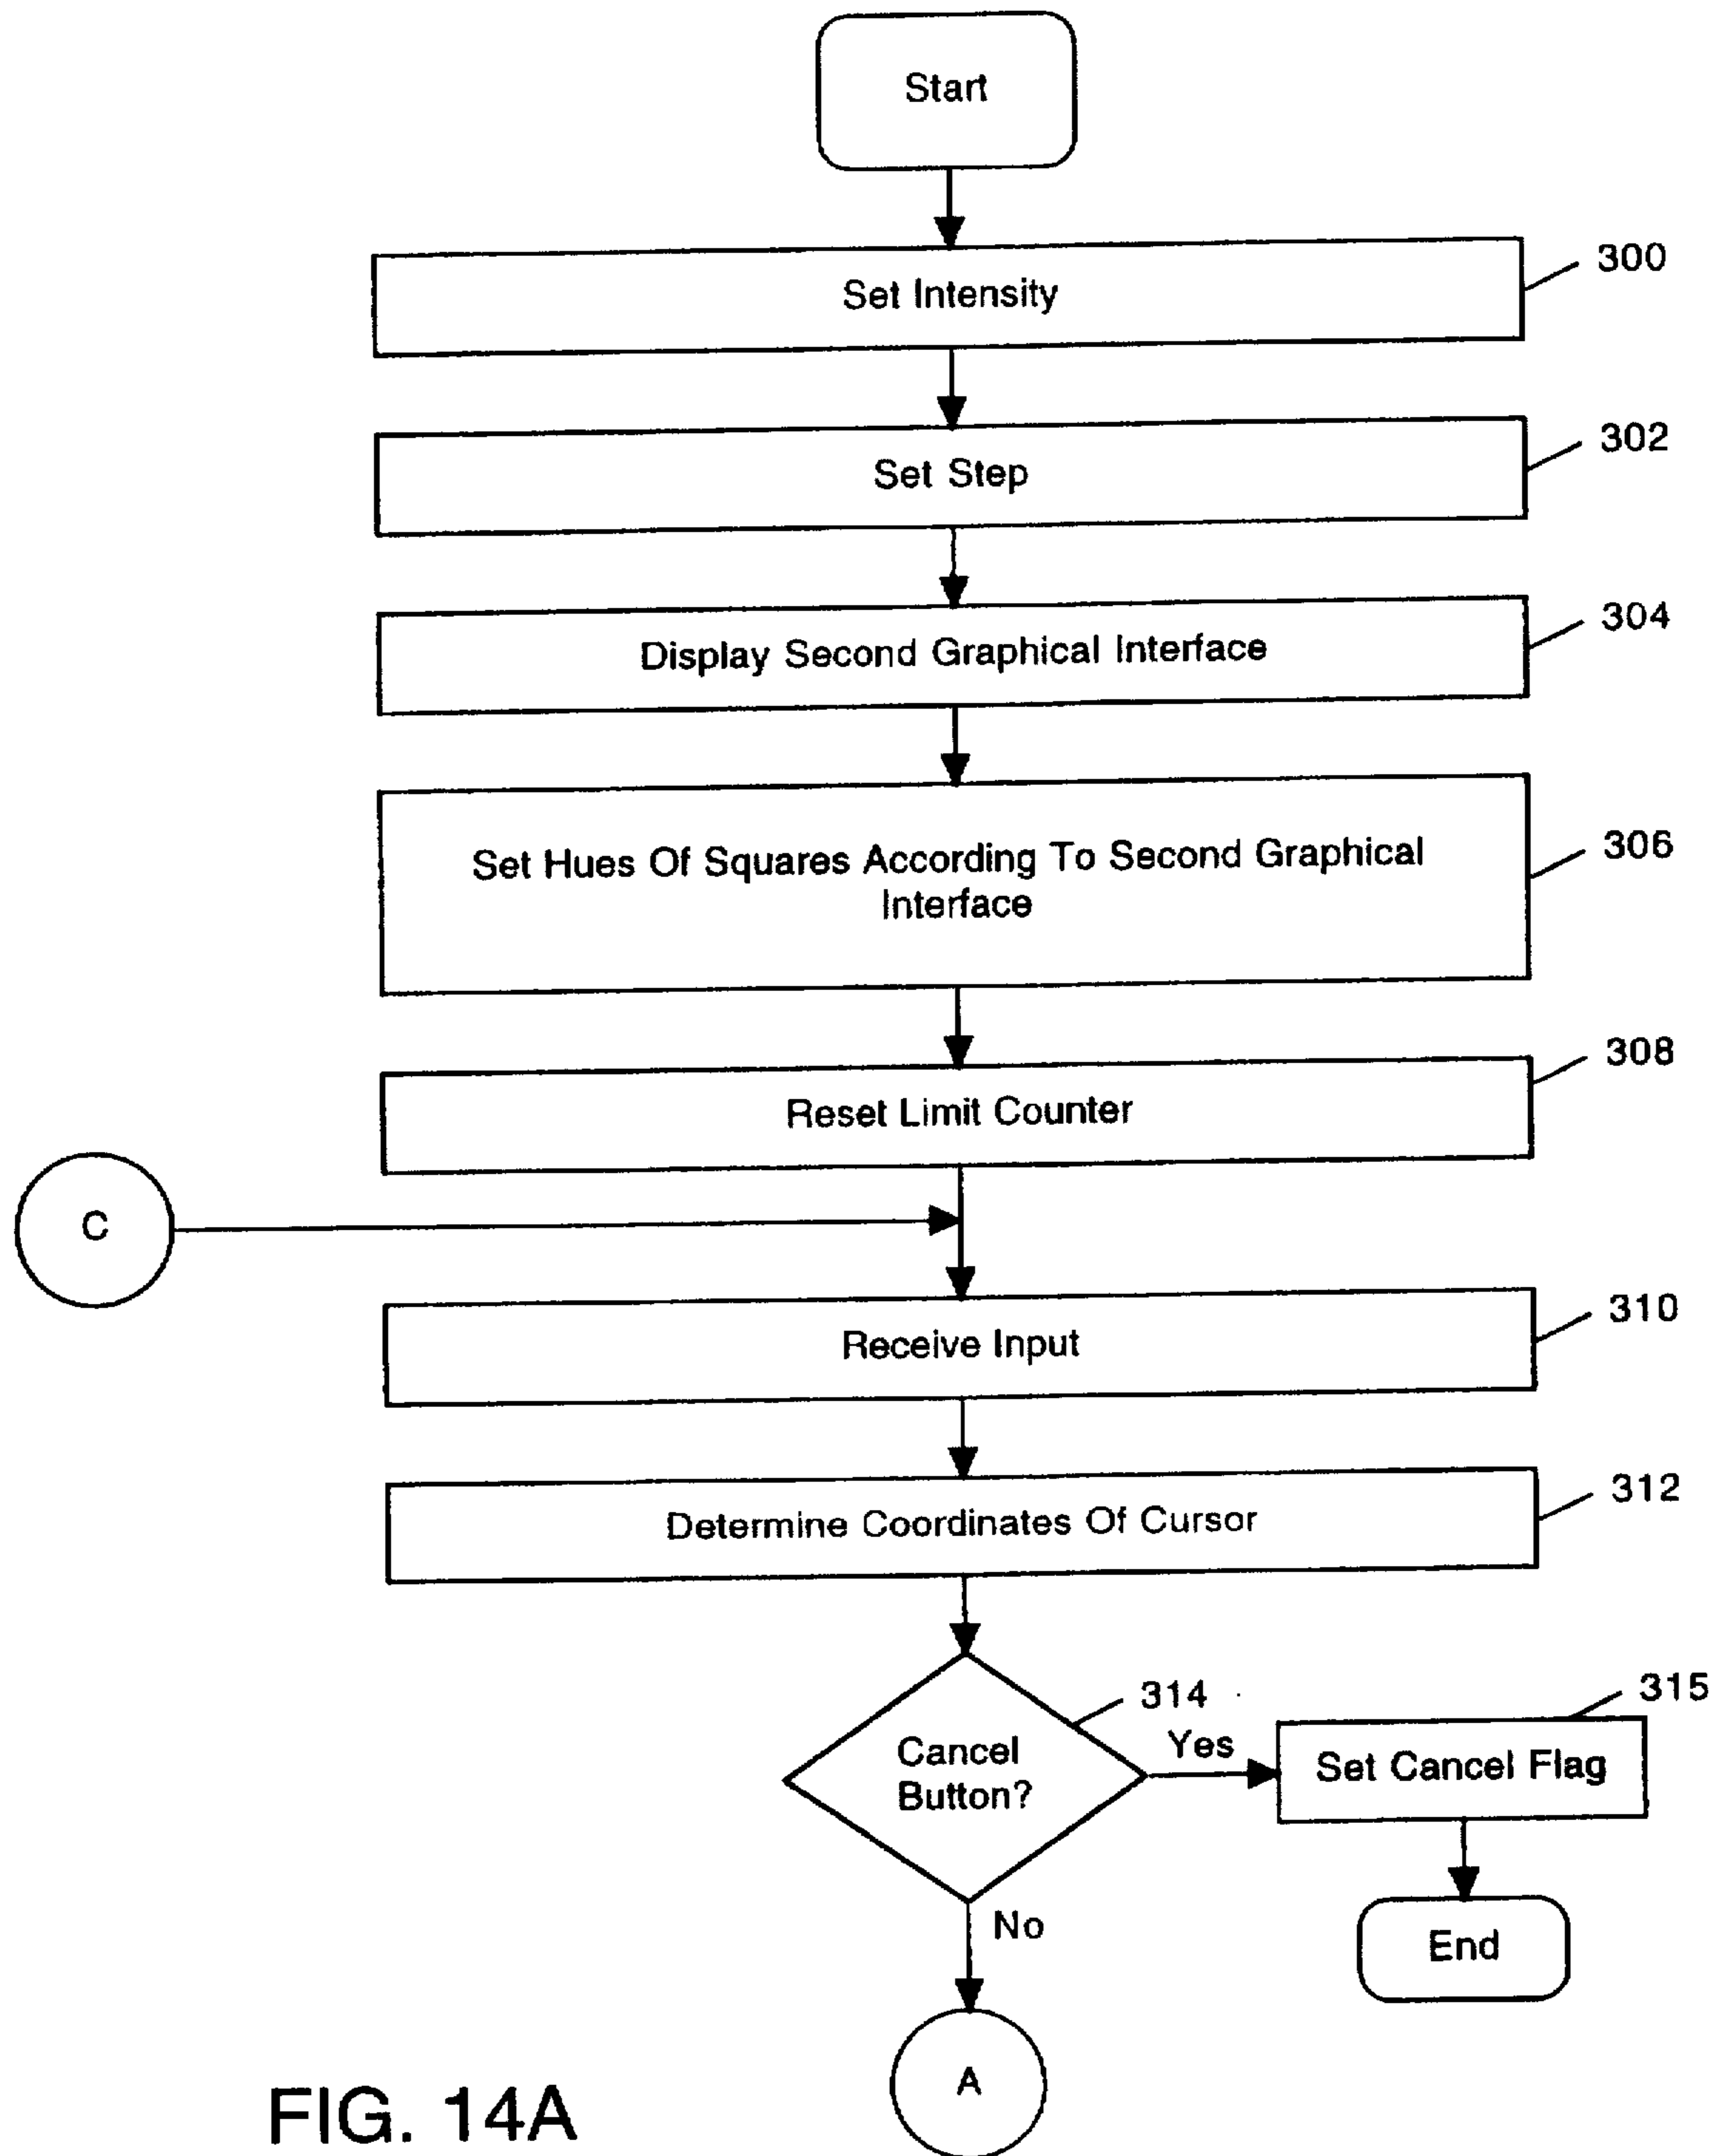 Start
300
Set Intensity
302
Set Step
304
Display Second Graphical Interface
306
Set Hues Of Squares According To Second Graphical
Interface
308
Reset Limit Counter
C
310
Receive Input
312
Determine Coordinates Of Cursor
314
315
Cancel
Button?
Yes
Set Cancel Flag
No
End
A
FIG. 14A